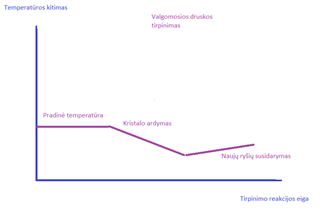 Temperatūros kitimas
Valgomosios druskos
tirpinimas
Pradinė temperatūra
Kristalo ardymas
Naujų ryšių susidarymas
Tirpinimo reakcijos eiga